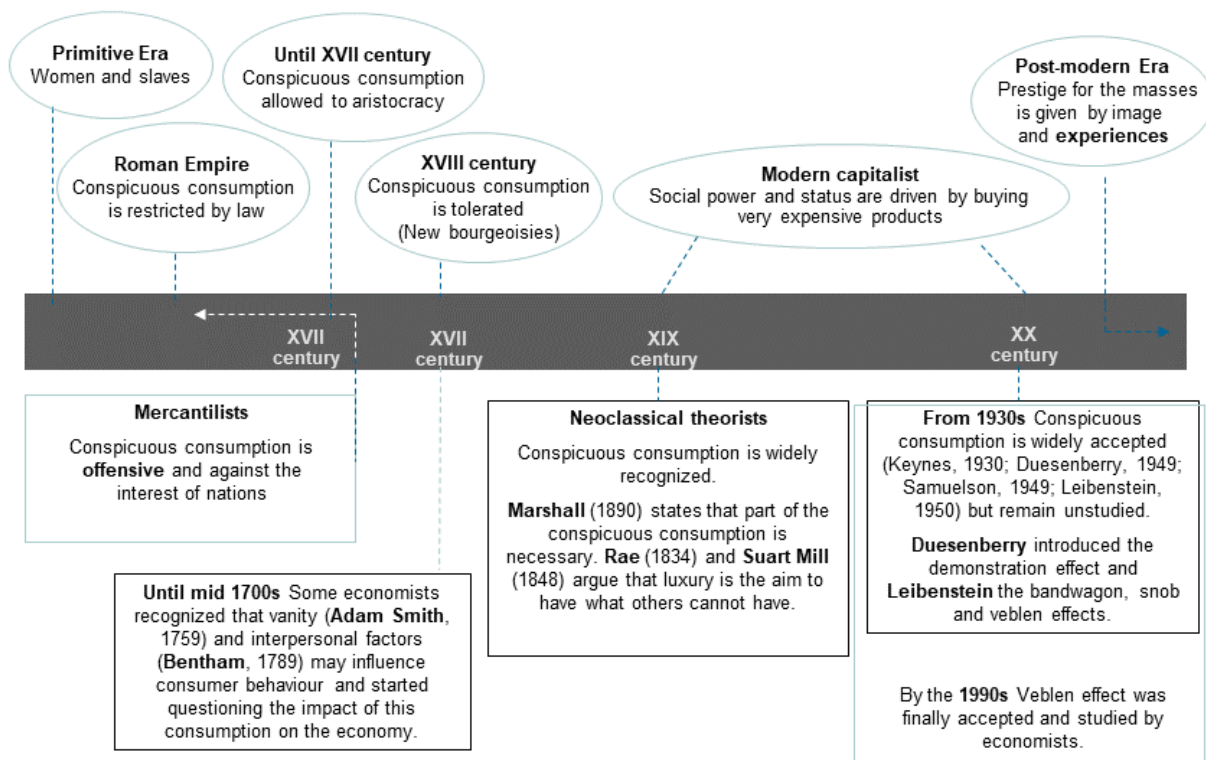 Primitive Era
Women and slaves
Until XVII century
Conspicuous consumption
allowed to aristocracy
Post-modern Era
Prestige for the masses
is given by image
and experiences
Roman Empire
Conspicuous consumption
is restricted by law
XVIII century
Conspicuous consumption
is tolerated
(New bourgeoisies)
Modern capitalist
Social power and status are driven by buying
very expensive products
XVII
century
XVII
century
XIX
century
XX
century
Mercantilists
Conspicuous consumption is
offensive and against the
interest of nations
Until mid 1700s Some economists
recognized that vanity (Adam Smith,
1759) and interpersonal factors
(Bentham, 1789) may influence
consumer behaviour and started
questioning the impact of this
consumption on the economy.
Neoclassical theorists
Conspicuous consumption is widely
recognized.
Marshall (1890) states that part of the
conspicuous consumption is
necessary. Rae (1834) and Suart Mill
(1848) argue that luxury is the aim to
have what others cannot have.
From 1930s Conspicuous
consumption is widely accepted
(Keynes, 1930; Duesenberry, 1949;
Samuelson, 1949; Leibenstein,
1950) but remain unstudied.
Duesenberry introduced the
demonstration effect and
Leibenstein the bandwagon, snob
and veblen effects.
By the 1990s Veblen effect was
finally accepted and studied by
economists.